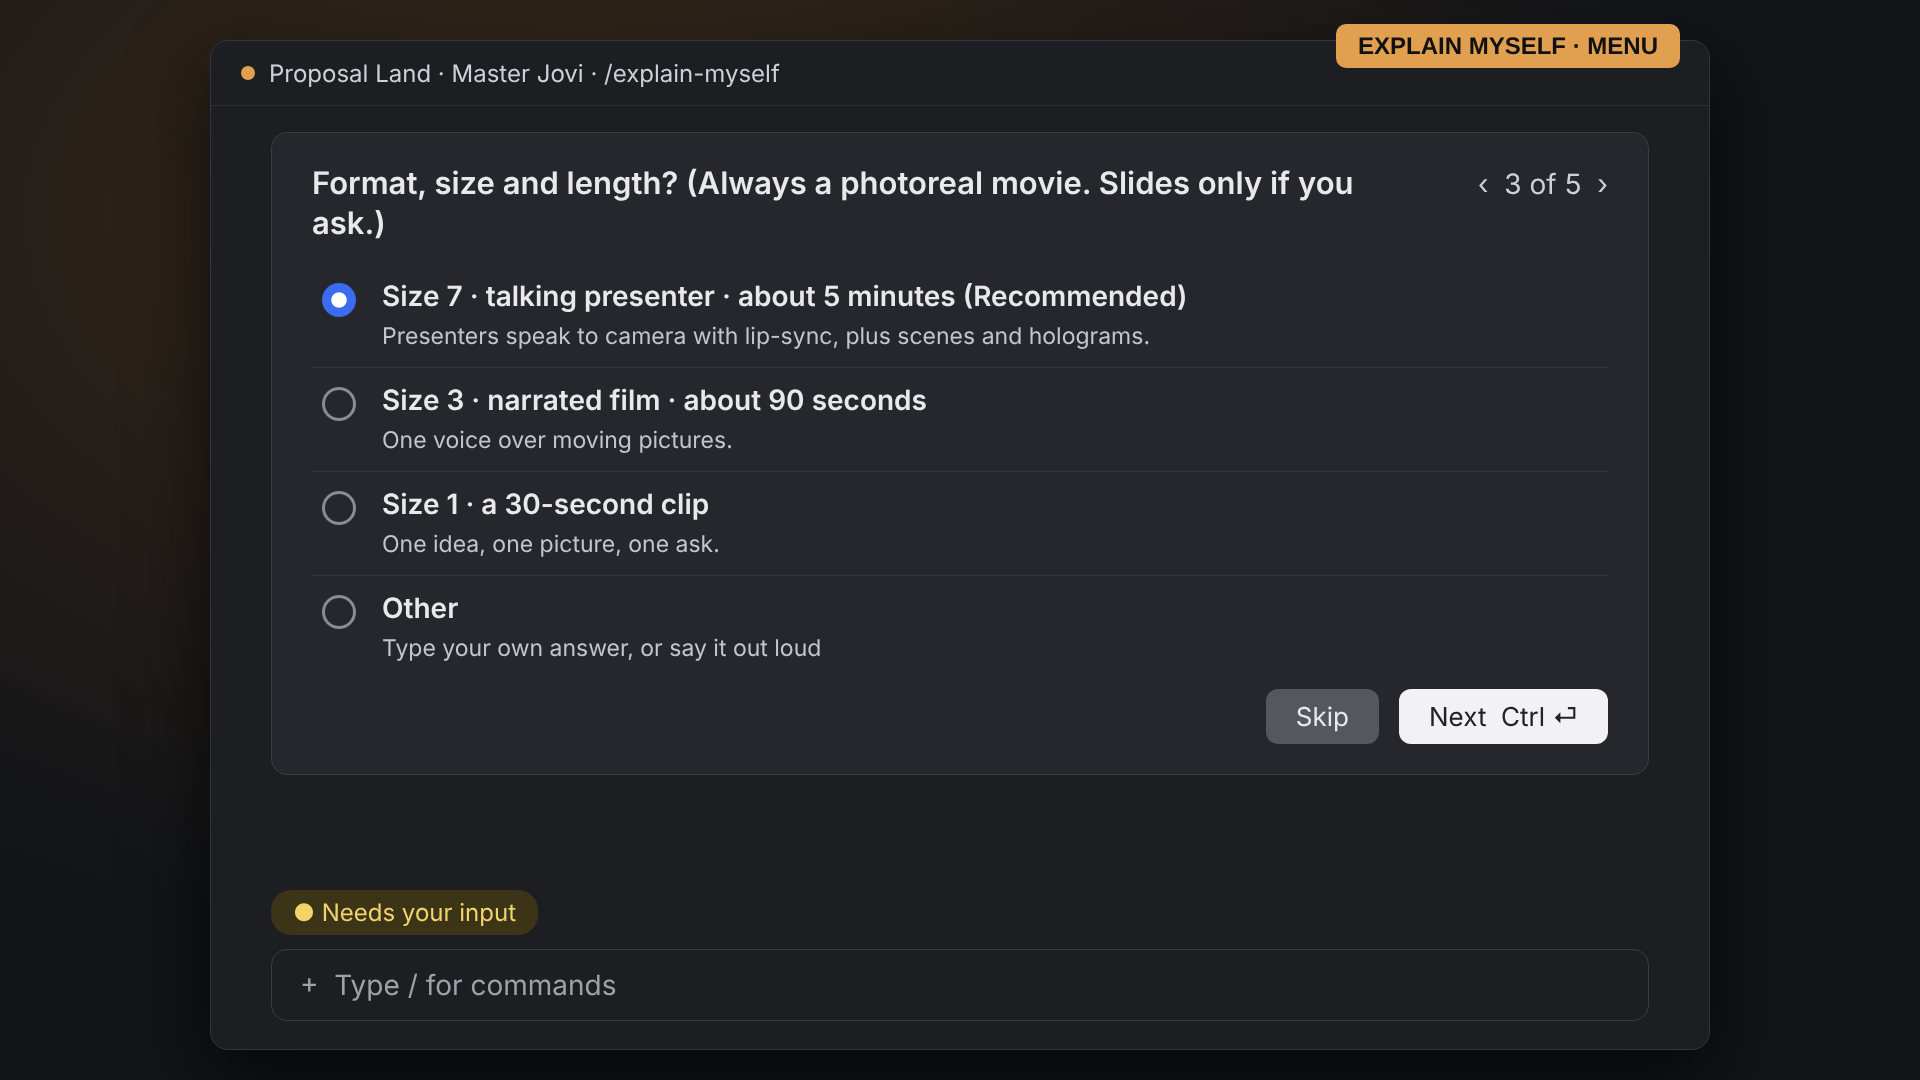 EXPLAIN MYSELF · MENU
Proposal Land · Master Jovi · /explain-myself
Format, size and length? (Always a photoreal movie. Slides only if you
ask.)
‹ 3 of 5 ›
Size 7 · talking presenter · about 5 minutes (Recommended)
Presenters speak to camera with lip-sync, plus scenes and holograms.
Size 3 · narrated film · about 90 seconds
One voice over moving pictures.
Size 1 · a 30-second clip
One idea, one picture, one ask.
Other
Type your own answer, or say it out loud
Skip
Next Ctrl ⏎
Needs your input
+ Type / for commands